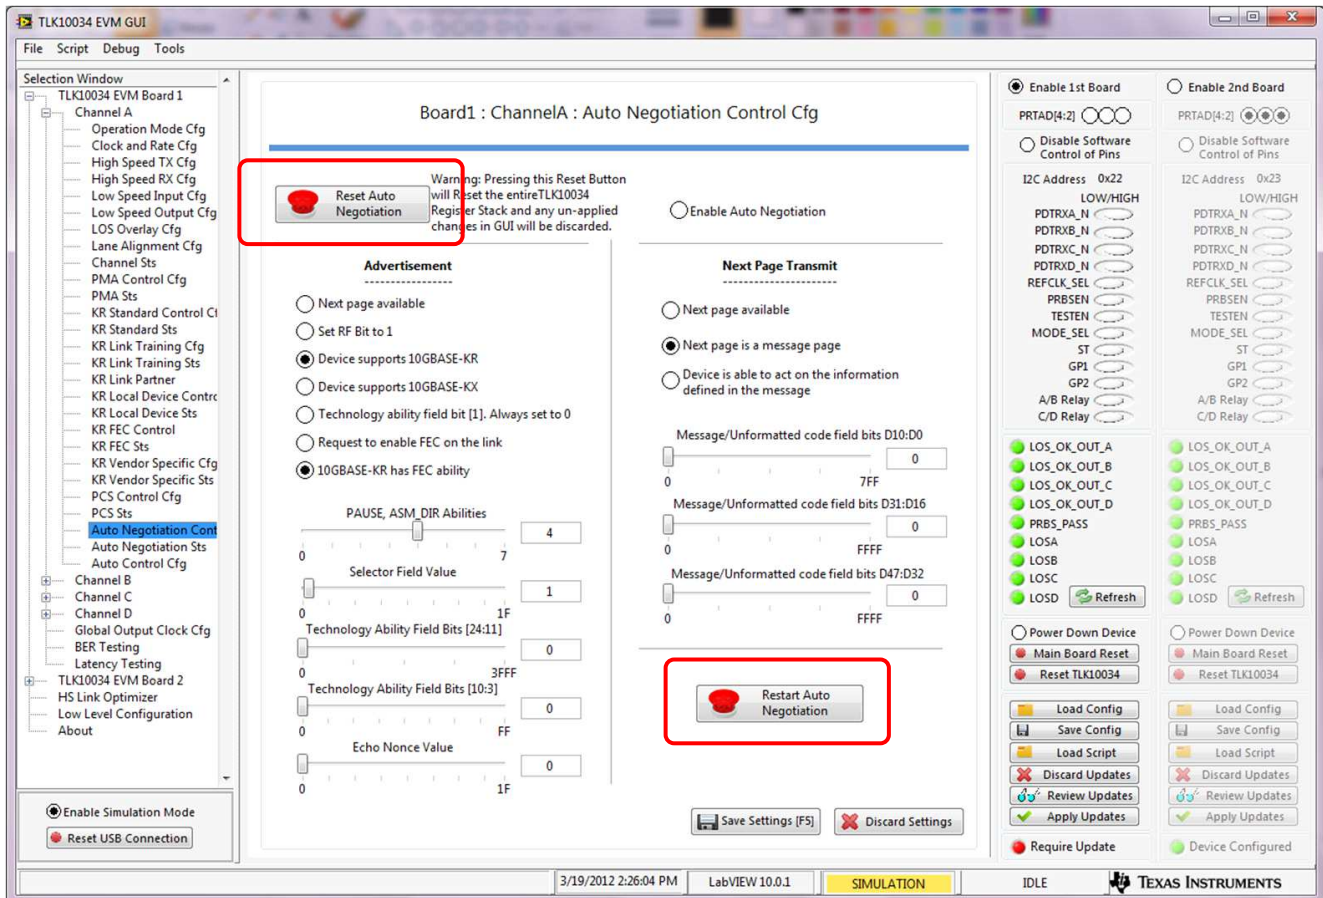 TLK10034 EVM GUI
File Script Debug Tools
Selection Window
TLK10034 EVM Board 1
Channel A
Operation Mode Cfg
Clock and Rate Cfg
High Speed TX Cfg
High Speed RX Cfg
Low Speed Input Cfg
Low Speed Output Cfg
LOS Overlay Cfg
Lane Alignment Cfg
Channel Sts
PMA Control Cfg
PMA Sts
KR Standard Control Cf
KR Standard Sts
KR Link Training Cfg
KR Link Training Sts
KR Link Partner
KR Local Device Contrc
KR Local Device Sts
KR FEC Control
KR FEC Sts
KR Vendor Specific Cfg
KR Vendor Specific Sts
PCS Control Cfg
PCS Sts
Auto Negotiation Cont
Auto Negotiation Sts
Auto Control Cfg
Channel B
Channel C
Channel D
Global Output Clock Cfg
BER Testing
Latency Testing
TLK10034 EVM Board 2
HS Link Optimizer
Low Level Configuration
About
Enable Simulation Mode
Reset USB Connection
Board1 : ChannelA : Auto Negotiation Control Cfg
Reset Auto
Negotiation
Warning: Pressing this Reset Button
will Reset the entireTLK10034
Register Stack and any un-applied
changes in GUI will be discarded.
Enable Auto Negotiation
Advertisement
-----------------
Next page available
Set RF Bit to 1
Device supports 10GBASE-KR
Device supports 10GBASE-KX
Technology ability field bit [1]. Always set to 0
Request to enable FEC on the link
10GBASE-KR has FEC ability
PAUSE, ASM_DIR Abilities
4
0 7
Selector Field Value
1
0 1F
Technology Ability Field Bits [24:11]
0
0 3FFF
Technology Ability Field Bits [10:3]
0
0 FF
Echo Nonce Value
0
0 1F
Next Page Transmit
----------------------
Next page available
Next page is a message page
Device is able to act on the information
defined in the message
Message/Unformatted code field bits D10:D0
0
0 7FF
Message/Unformatted code field bits D31:D16
0
0 FFFF
Message/Unformatted code field bits D47:D32
0
0 FFFF
Restart Auto
Negotiation
Save Settings [F5]
Discard Settings
Enable 1st Board
PRTAD[4:2]
Disable Software
Control of Pins
I2C Address 0x22
LOW/HIGH
PDTRXA_N
PDTRXB_N
PDTRXC_N
PDTRXD_N
REFCLK_SEL
PRBSEN
TESTEN
MODE_SEL
ST
GP1
GP2
A/B Relay
C/D Relay
LOS_OK_OUT_A
LOS_OK_OUT_B
LOS_OK_OUT_C
LOS_OK_OUT_D
PRBS_PASS
LOSA
LOSB
LOSC
LOSD Refresh
Power Down Device
Main Board Reset
Reset TLK10034
Load Config
Save Config
Load Script
Discard Updates
Review Updates
Apply Updates
Require Update
Enable 2nd Board
PRTAD[4:2]
Disable Software
Control of Pins
I2C Address 0x23
LOW/HIGH
PDTRXA_N
PDTRXB_N
PDTRXC_N
PDTRXD_N
REFCLK_SEL
PRBSEN
TESTEN
MODE_SEL
ST
GP1
GP2
A/B Relay
C/D Relay
LOS_OK_OUT_A
LOS_OK_OUT_B
LOS_OK_OUT_C
LOS_OK_OUT_D
PRBS_PASS
LOSA
LOSB
LOSC
LOSD Refresh
Power Down Device
Main Board Reset
Reset TLK10034
Load Config
Save Config
Load Script
Discard Updates
Review Updates
Apply Updates
Device Configured
3/19/2012 2:26:04 PM
LabVIEW 10.0.1
SIMULATION
IDLE
TEXAS INSTRUMENTS